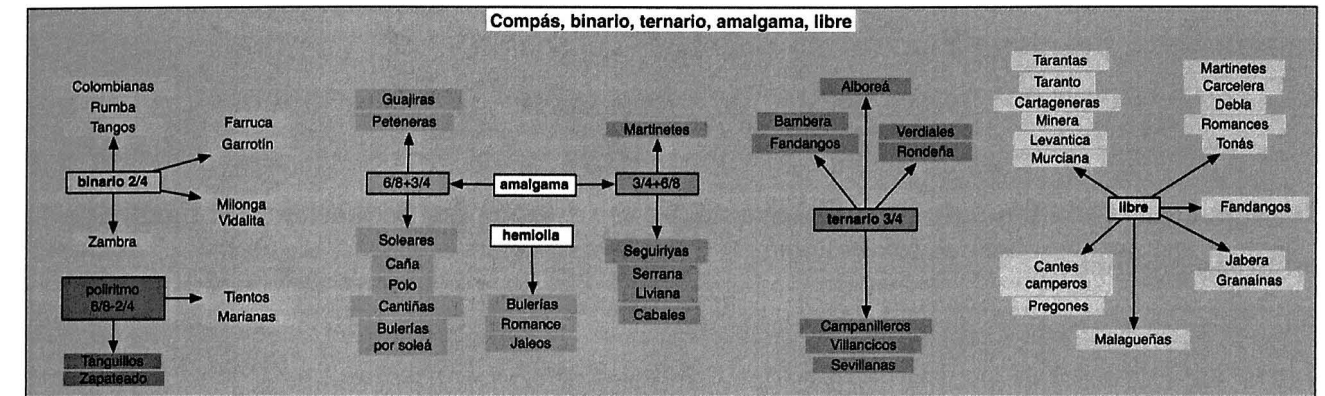 Compás, binario, ternario, amalgama, libre
Colombianas
Rumba
Tangos
Farruca
Garrotín
binario 2/4
Milonga
Vidalita
Zambra
poliritmo
6/8-2/4
Tientos
Marianas
Tanguillos
Zapateado
Guajiras
Peteneras
6/8+3/4
amalgama
3/4+6/8
Martinetes
hemiolia
Soleares
Caña
Polo
Cantiñas
Bulerías
por soleá
Bulerías
Romance
Jaleos
Seguiriyas
Serrana
Liviana
Cabales
Alboreá
Bambera
Fandangos
Verdiales
Rondeña
ternario 3/4
Campanilleros
Villancicos
Sevillanas
Tarantas
Taranto
Cartageneras
Minera
Levantica
Murciana
Martinetes
Carcelera
Debla
Romances
Tonás
libre
Fandangos
Cantes
camperos
Pregones
Jabera
Granaínas
Malagueñas